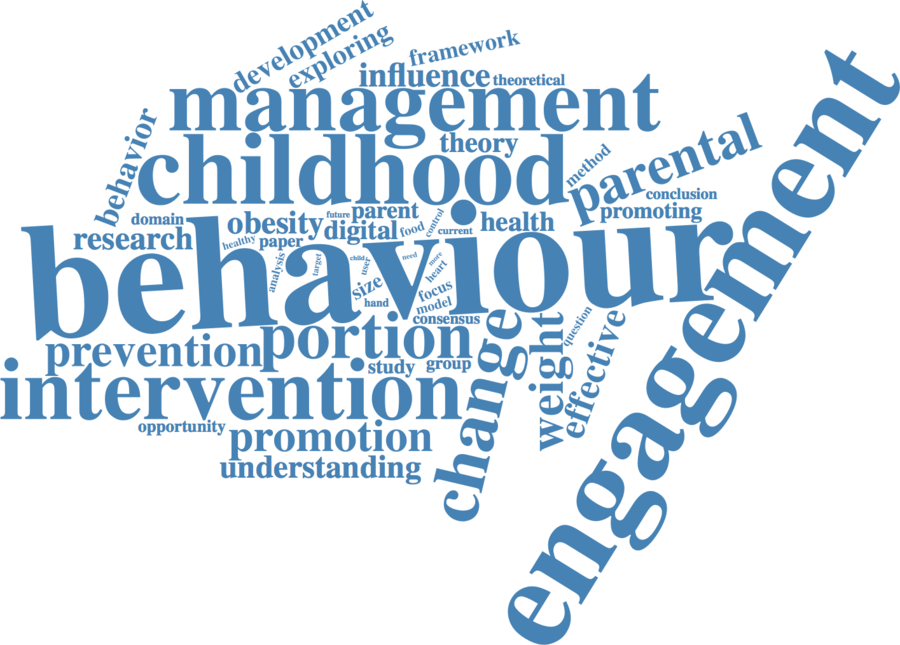 development
exploring
framework
influence
theoretical
management
behavior
theory
childhood
method
parental
conclusion
promoting
engagement
domain
obesity
future
parent
health
research
healthy
paper
digital
food
control
current
behaviour
analysis
target
child
user
need
more
heart
size
hand
focus
model
consensus
portion
prevention
study
group
change
weight
question
effective
intervention
opportunity
promotion
understanding